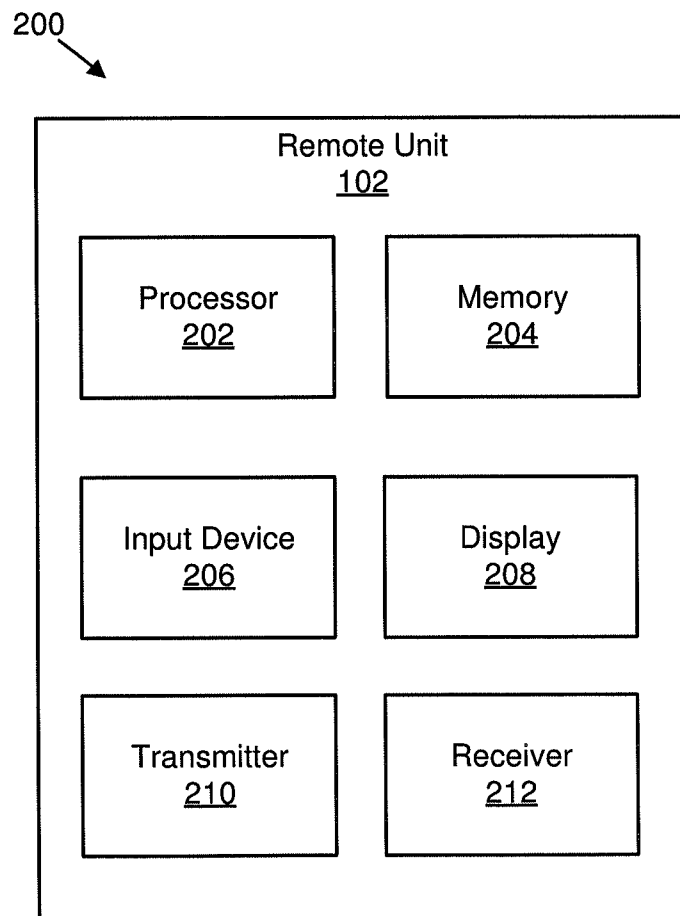 200
Remote Unit
102
Processor
202
Memory
204
Input Device
206
Display
208
Transmitter
210
Receiver
212